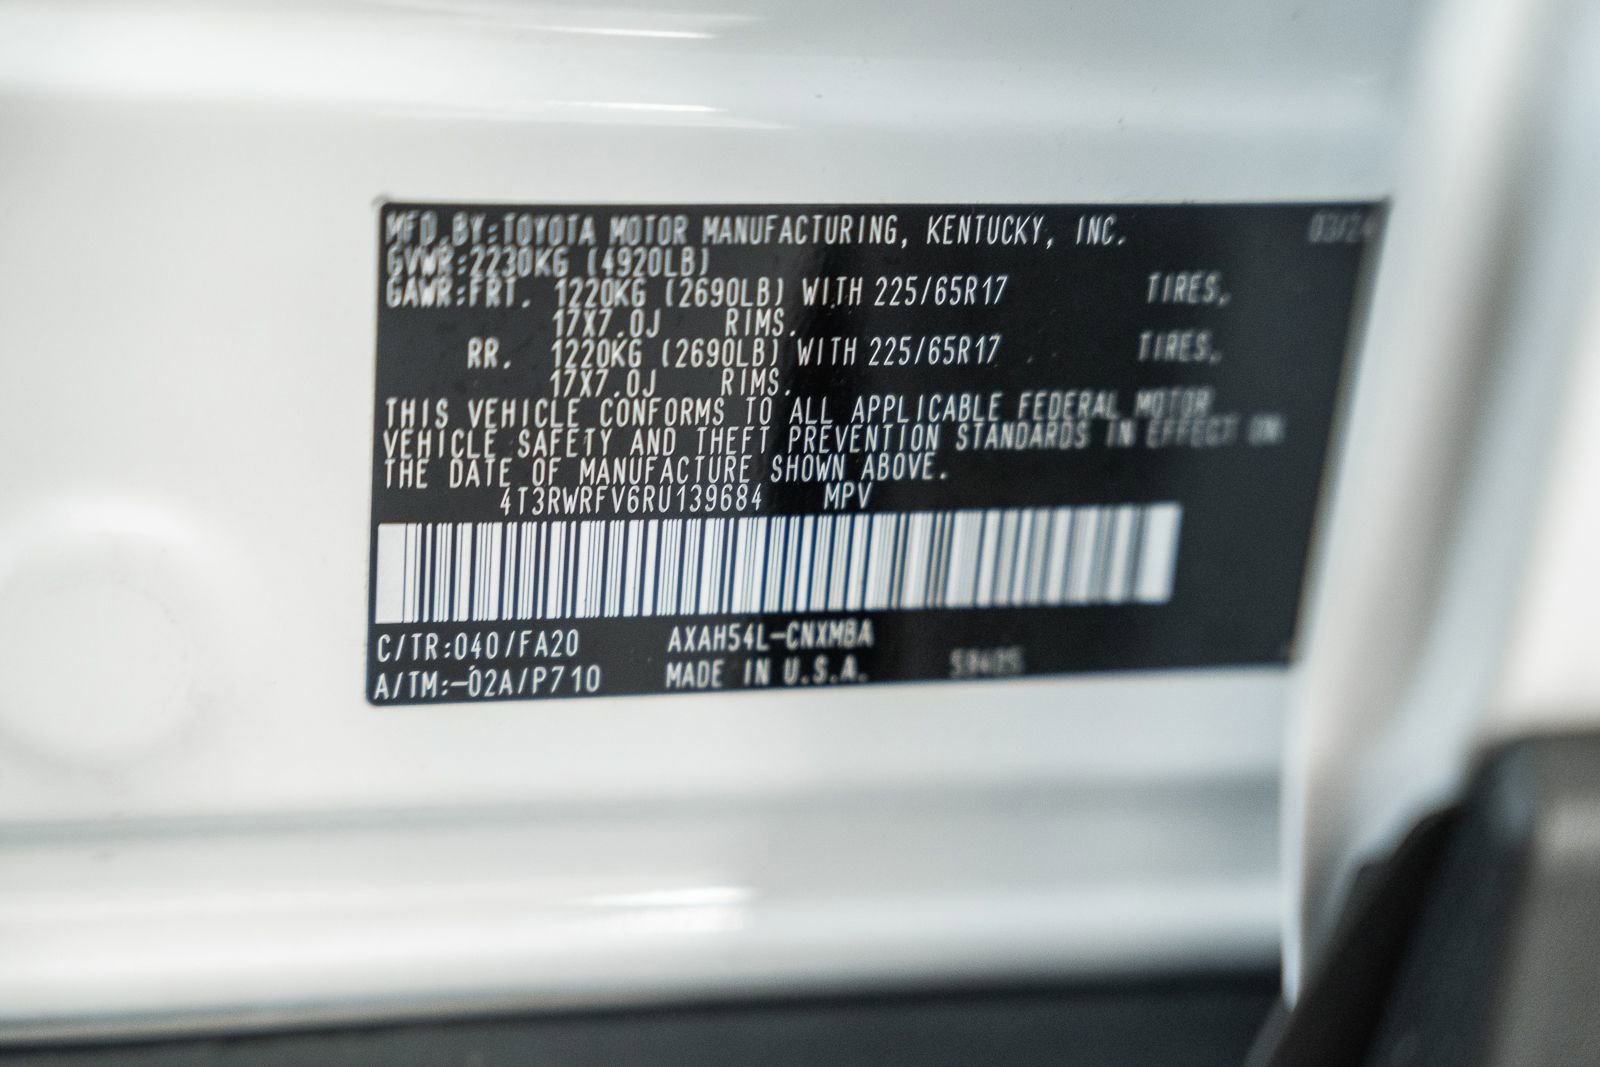 MFD.BY:TOYOTA MOTOR MANUFACTURING, KENTUCKY, INC. 03/24
GVWR:2230KG (4920LB)
GAWR:FRT. 1220KG (2690LB) WITH 225/65R17 TIRES,
17X7.0J RIMS.
RR. 1220KG (2690LB) WITH 225/65R17 TIRES,
17X7.0J RIMS.
THIS VEHICLE CONFORMS TO ALL APPLICABLE FEDERAL MOTOR
VEHICLE SAFETY AND THEFT PREVENTION STANDARDS IN EFFECT ON
THE DATE OF MANUFACTURE SHOWN ABOVE.
4T3RWRFV6RU139684 MPV
C/TR:040/FA20 AXAH54L-CNXMBA
A/TM:-02A/P710 MADE IN U.S.A.